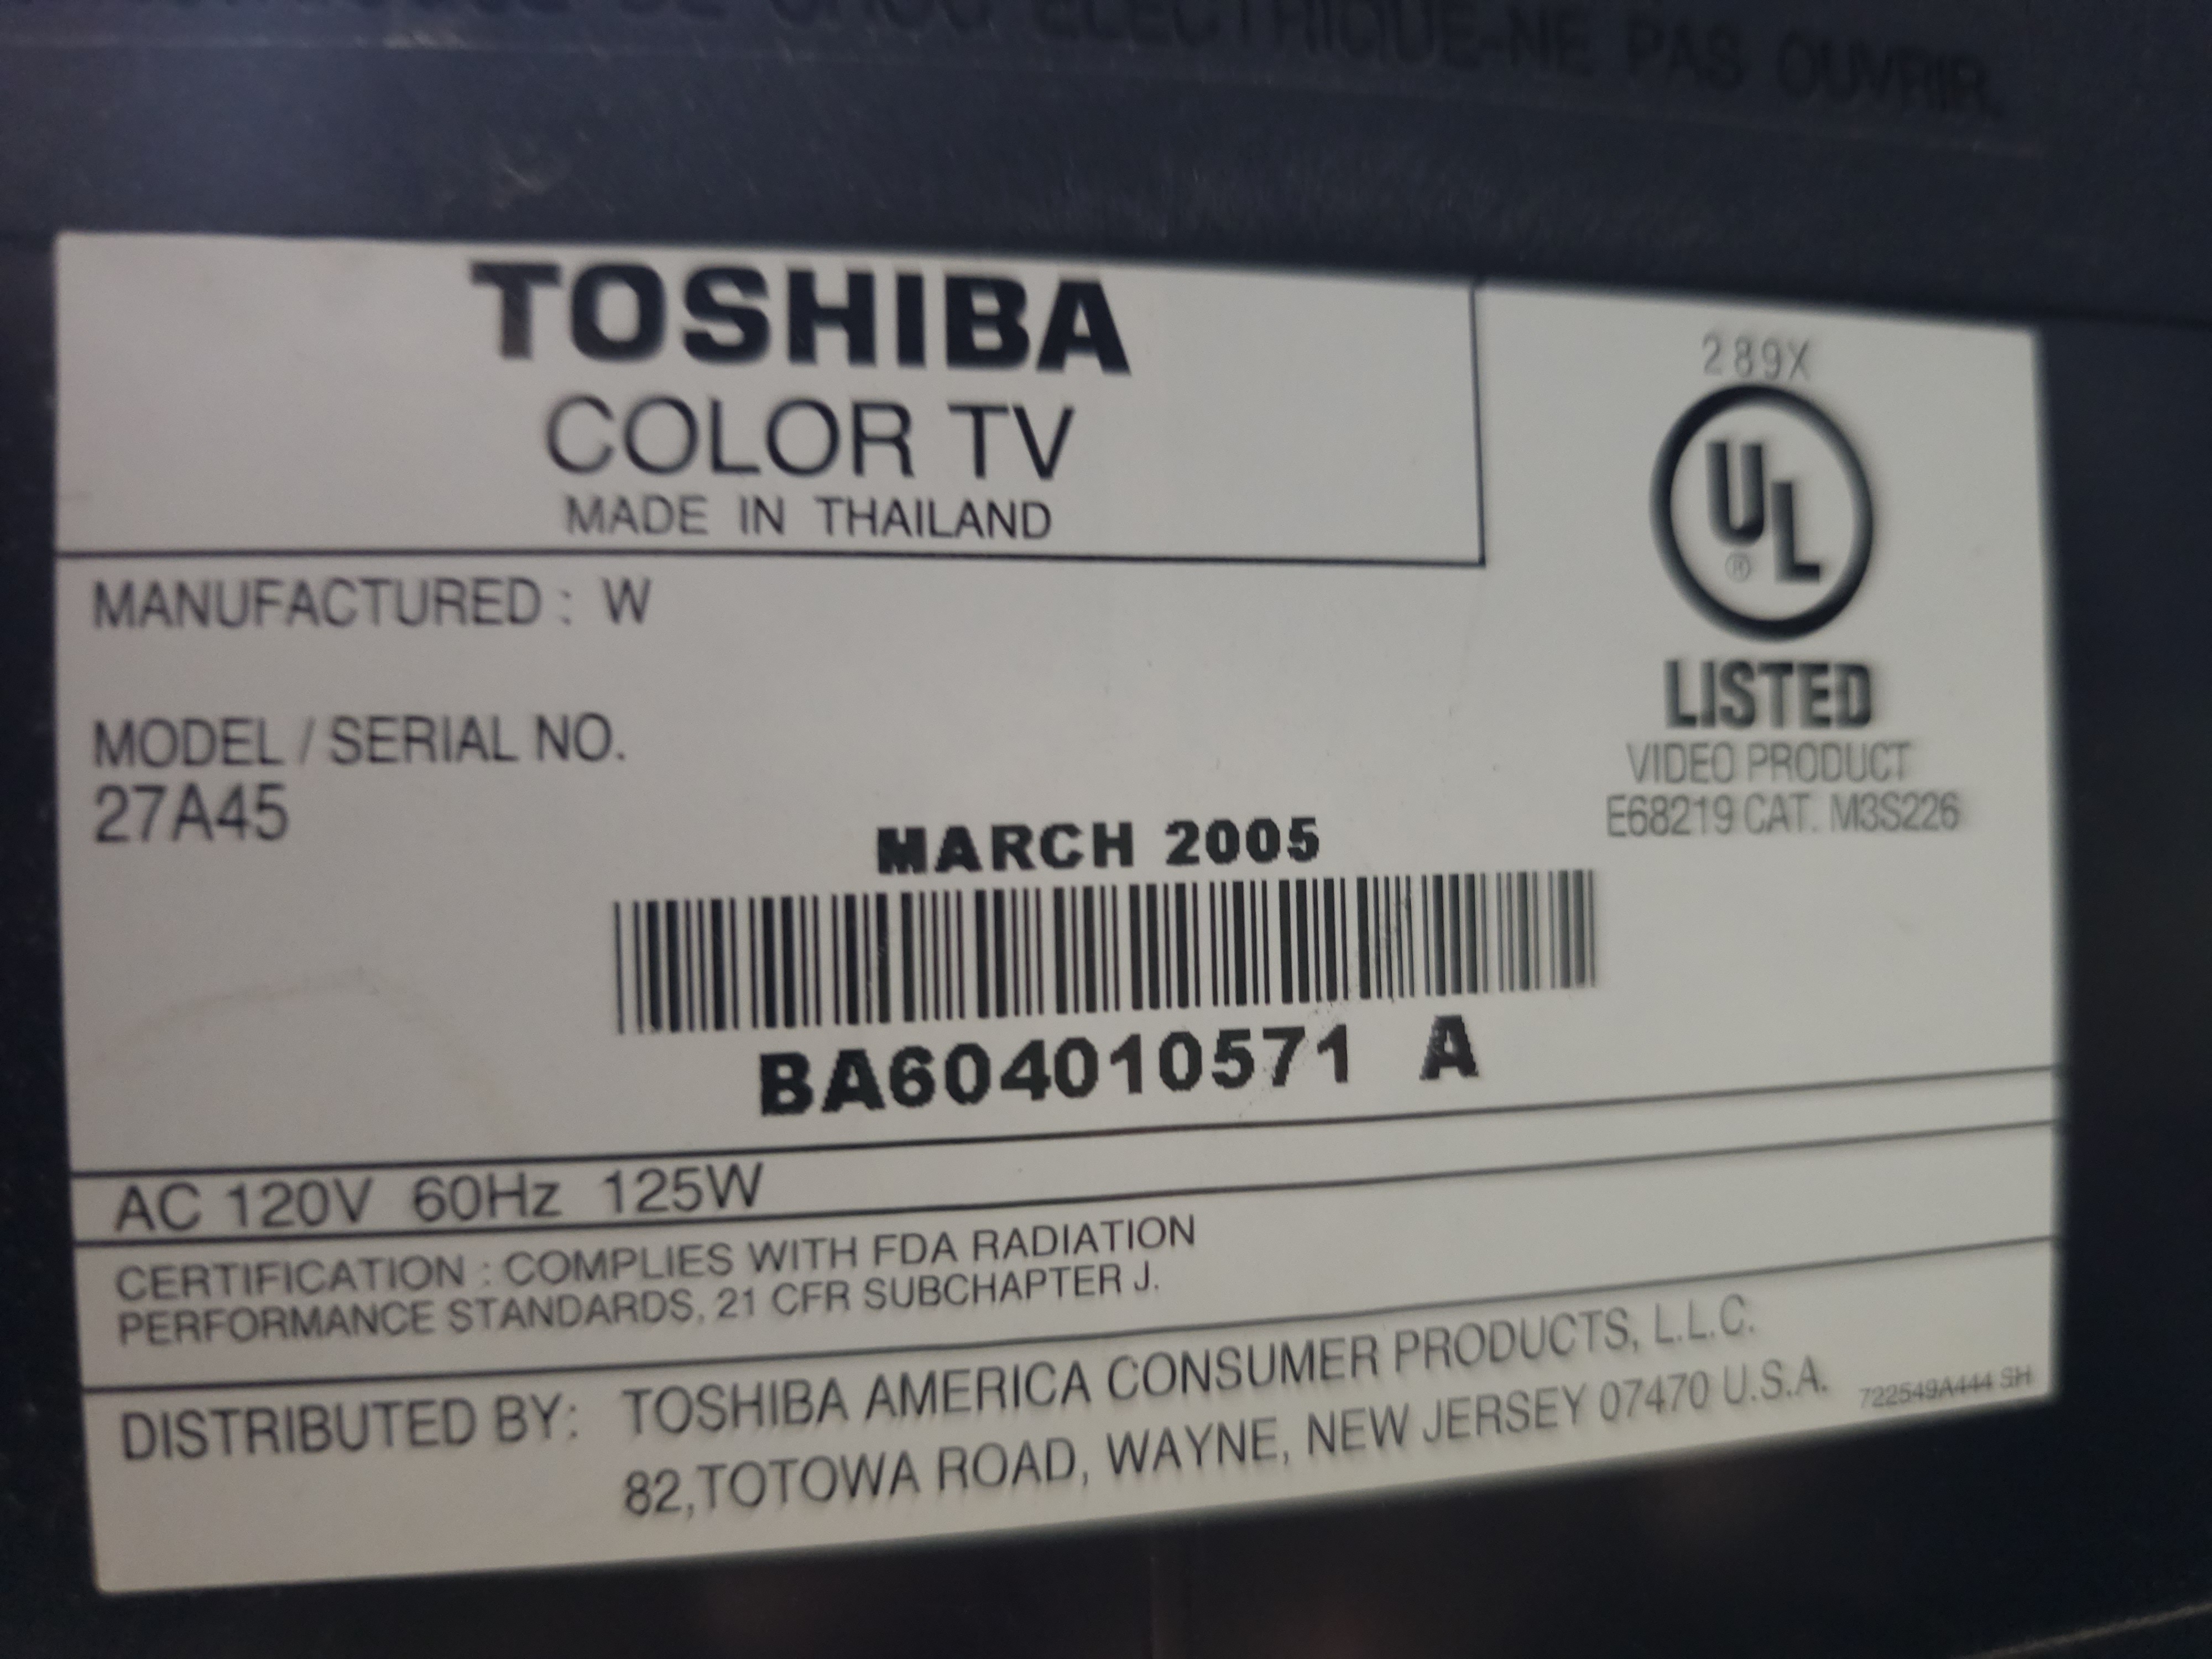 DE CHOC ELECTRIQUE-NE PAS OUVRIR.
TOSHIBA
COLOR TV
MADE IN THAILAND
289X
UL
®
LISTED
VIDEO PRODUCT
E68219 CAT. M3S226
MANUFACTURED : W
MODEL / SERIAL NO.
27A45
MARCH 2005
BA604010571 A
AC 120V 60Hz 125W
CERTIFICATION : COMPLIES WITH FDA RADIATION
PERFORMANCE STANDARDS, 21 CFR SUBCHAPTER J.
DISTRIBUTED BY: TOSHIBA AMERICA CONSUMER PRODUCTS, L.L.C.
82,TOTOWA ROAD, WAYNE, NEW JERSEY 07470 U.S.A.
722549A444 SH